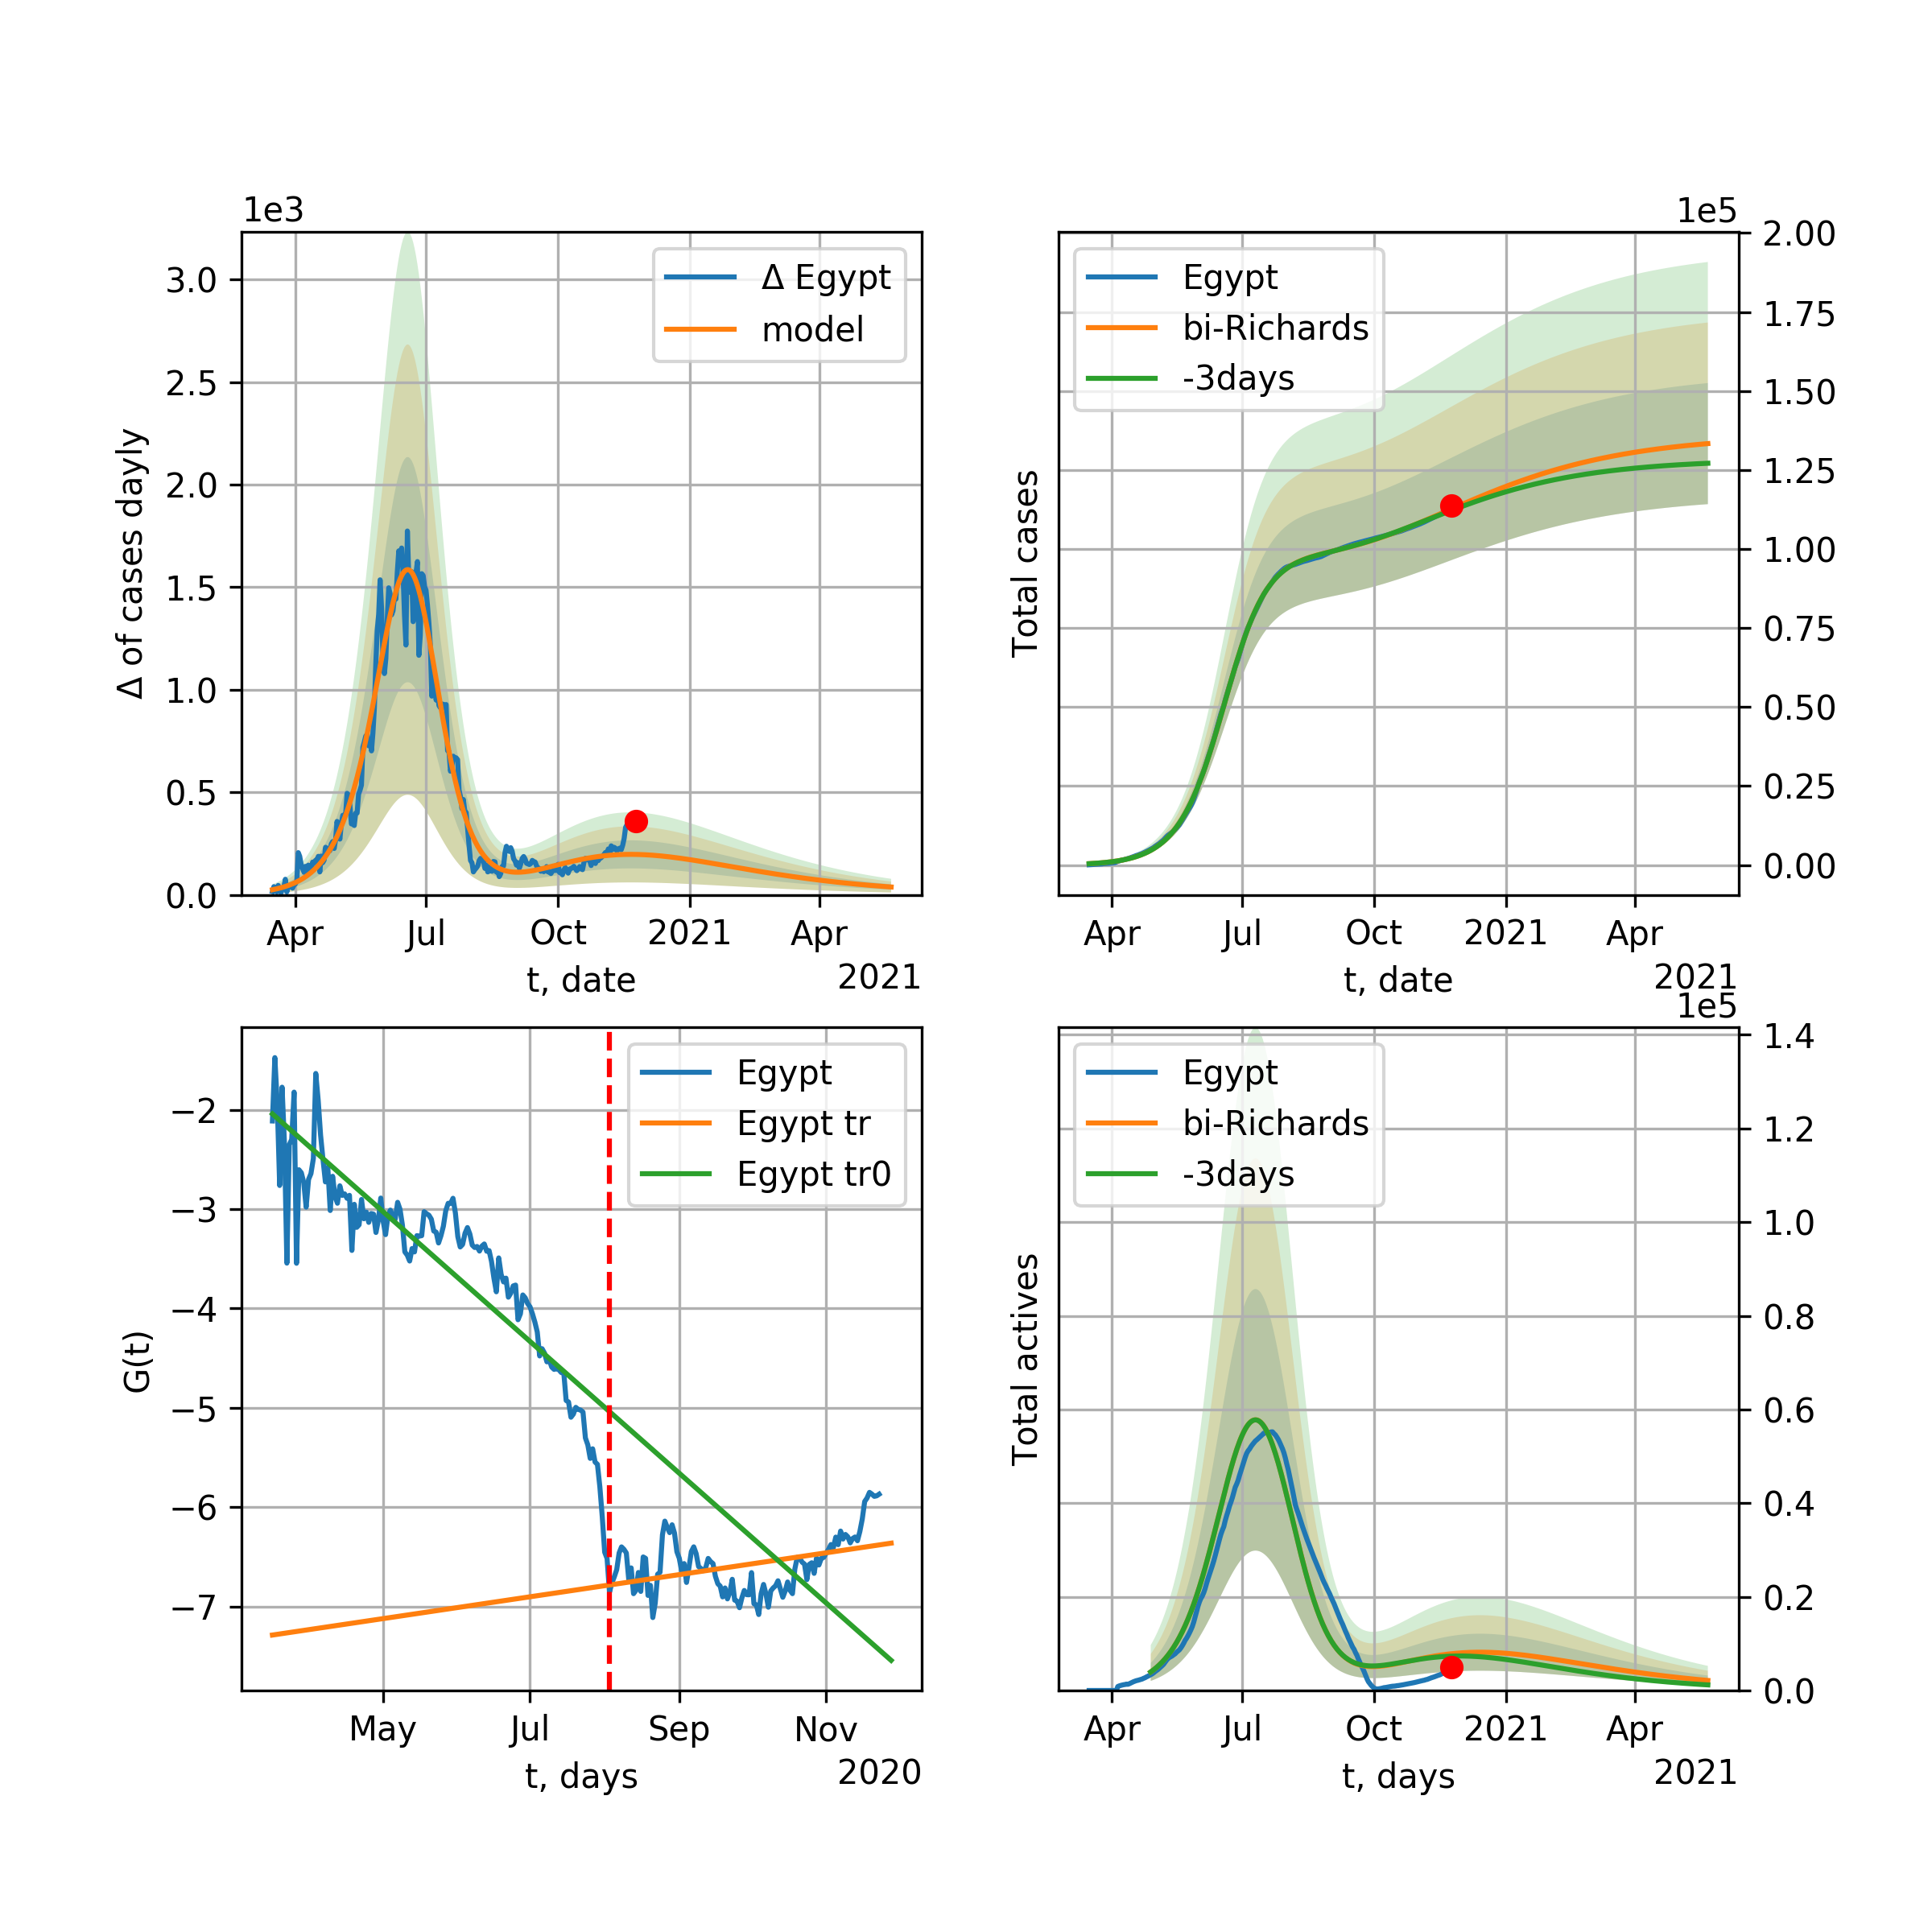 1e3
3.0
2.5
2.0
1.5
1.0
0.5
0.0
Δ of cases dayly
Δ Egypt
model
Apr Jul Oct 2021 Apr
t, date
2021
1e5
2.00
1.75
1.50
1.25
1.00
0.75
0.50
0.25
0.00
Total cases
Egypt
bi-Richards
-3days
Apr Jul Oct 2021 Apr
t, date
2021
−2
−3
−4
−5
−6
−7
G(t)
Egypt
Egypt tr
Egypt tr0
May Jul Sep Nov
t, days
2020
1e5
1.4
1.2
1.0
0.8
0.6
0.4
0.2
0.0
Total actives
Egypt
bi-Richards
-3days
Apr Jul Oct 2021 Apr
t, days
2021